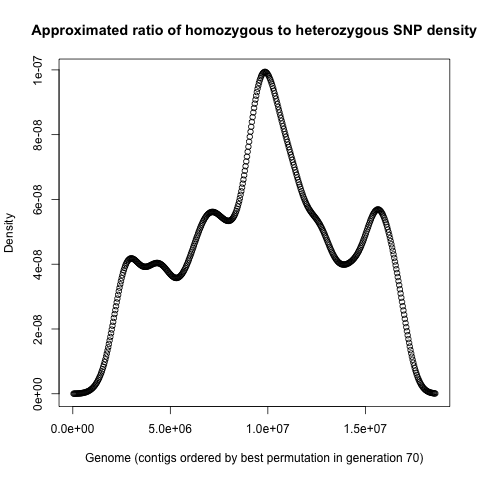 Approximated ratio of homozygous to heterozygous SNP density
1e-07
8e-08
6e-08
4e-08
2e-08
0e+00
Density
0.0e+00 5.0e+06 1.0e+07 1.5e+07
Genome (contigs ordered by best permutation in generation 70)